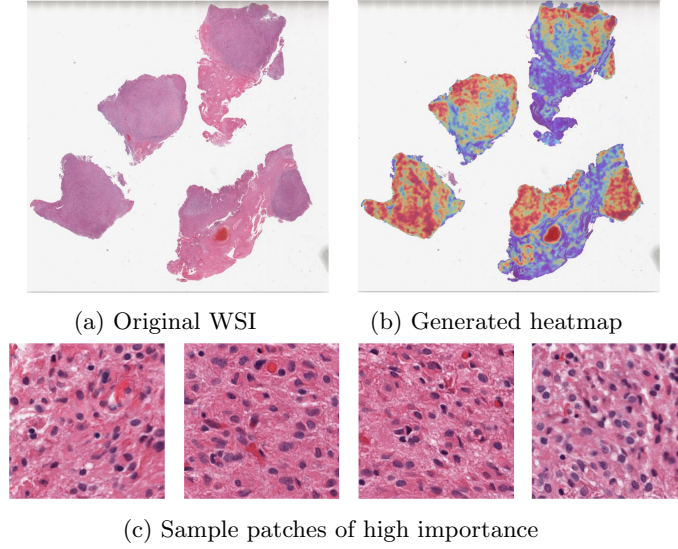 (a) Original WSI
(b) Generated heatmap
(c) Sample patches of high importance